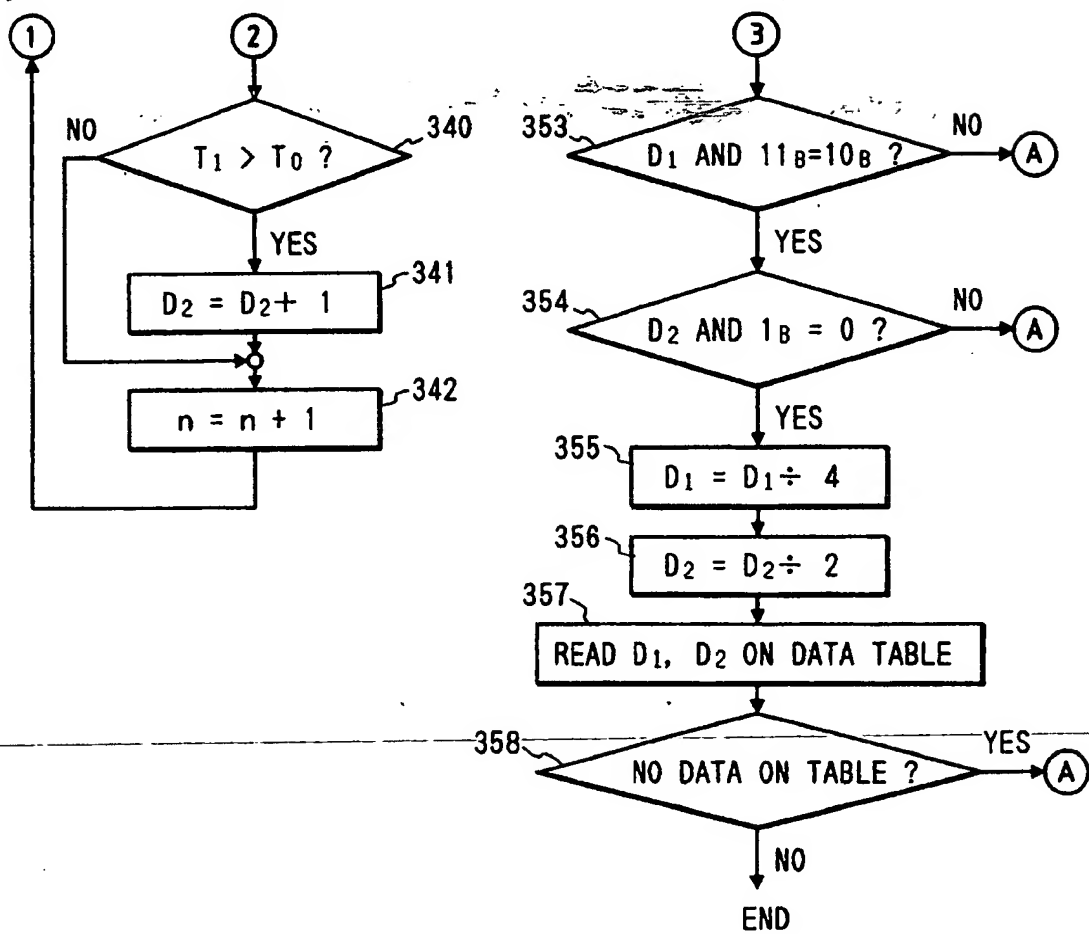 1
2
NO
T1 > T0 ?
340
YES
D2 = D2 + 1
341
n = n + 1
342
3
353
D1 AND 11B=10B ?
NO
A
YES
354
D2 AND 1B = 0 ?
NO
A
YES
355
D1 = D1 ÷ 4
356
D2 = D2 ÷ 2
357
READ D1, D2 ON DATA TABLE
358
NO DATA ON TABLE ?
YES
A
NO
END